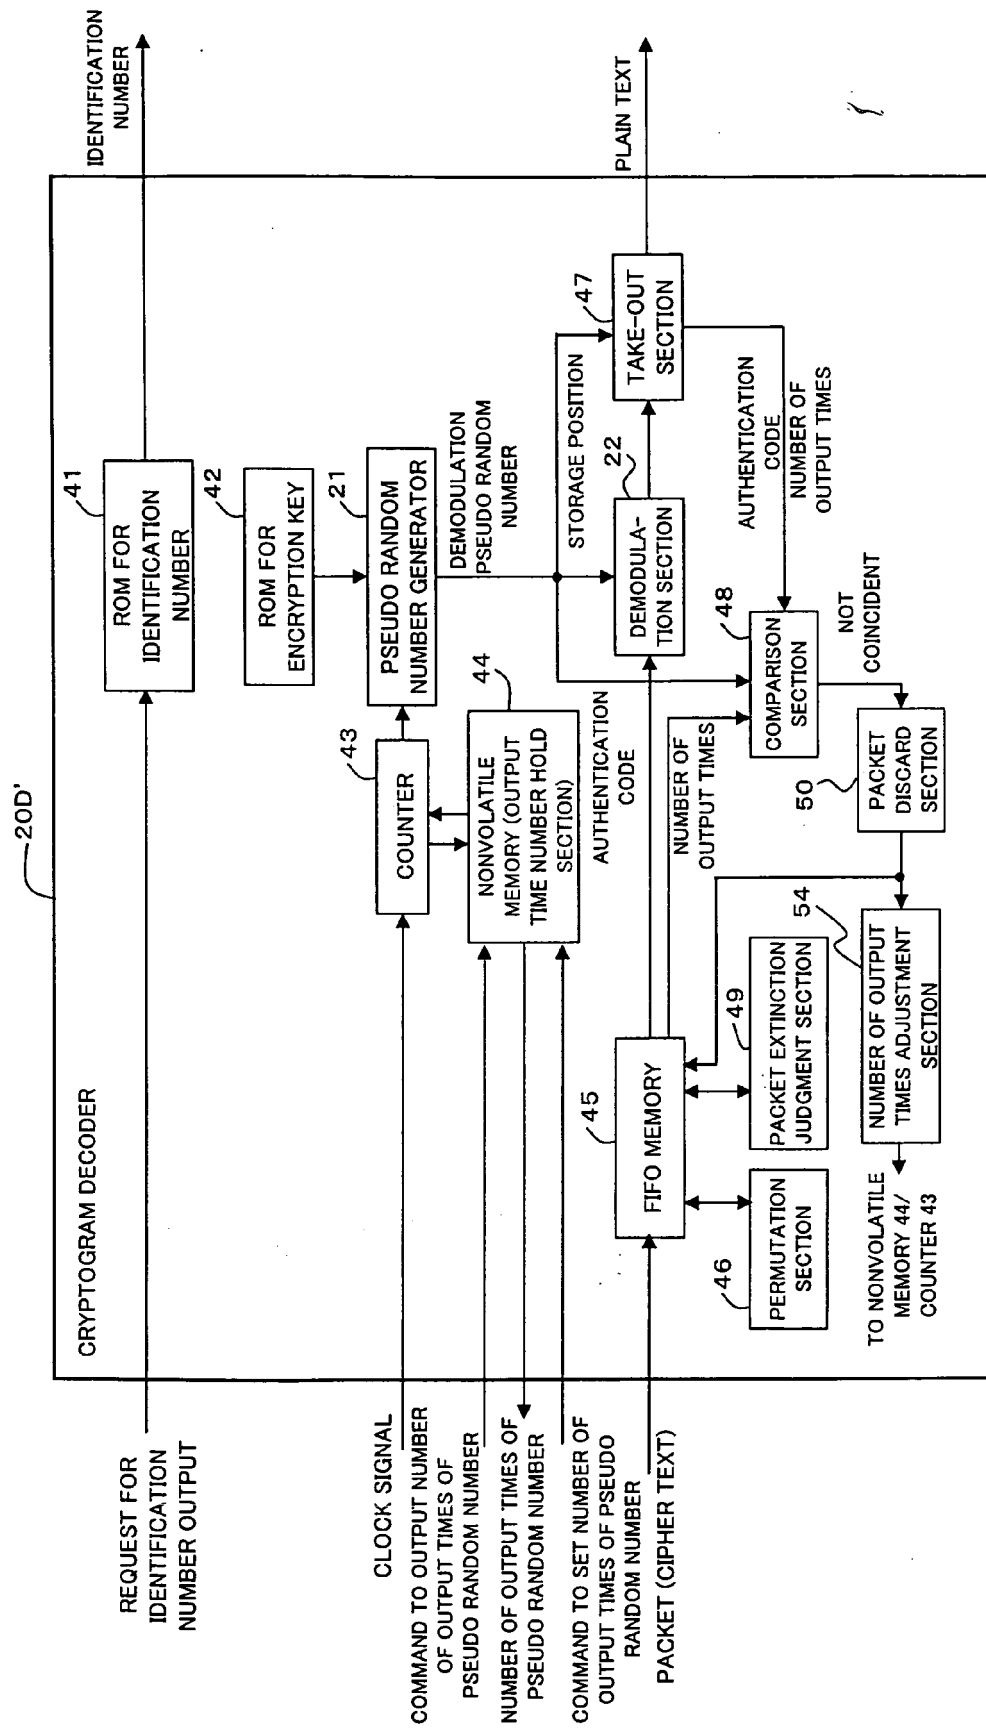 20D'
CRYPTOGRAM DECODER
REQUEST FOR
IDENTIFICATION
NUMBER OUTPUT
41
ROM FOR
IDENTIFICATION
NUMBER
IDENTIFICATION
NUMBER
42
ROM FOR
ENCRYPTION KEY
21
PSEUDO RANDOM
NUMBER GENERATOR
DEMODULATION
PSEUDO RANDOM
NUMBER
CLOCK SIGNAL
43
COUNTER
COMMAND TO OUTPUT NUMBER
OF OUTPUT TIMES OF
PSEUDO RANDOM NUMBER
NUMBER OF OUTPUT TIMES OF
PSEUDO RANDOM NUMBER
COMMAND TO SET NUMBER OF
OUTPUT TIMES OF PSEUDO
RANDOM NUMBER
44
NONVOLATILE
MEMORY (OUTPUT
TIME NUMBER HOLD
SECTION)
STORAGE POSITION
AUTHENTICATION
CODE
PACKET (CIPHER TEXT)
45
FIFO MEMORY
22
DEMODULA-
TION SECTION
47
TAKE-OUT
SECTION
PLAIN TEXT
NUMBER OF
OUTPUT TIMES
AUTHENTICATION
CODE
NUMBER OF
OUTPUT TIMES
46
PERMUTATION
SECTION
49
PACKET EXTINCTION
JUDGMENT SECTION
48
COMPARISON
SECTION
NOT
COINCIDENT
50
PACKET
DISCARD
SECTION
54
NUMBER OF OUTPUT
TIMES ADJUSTMENT
SECTION
TO NONVOLATILE
MEMORY 44/
COUNTER 43